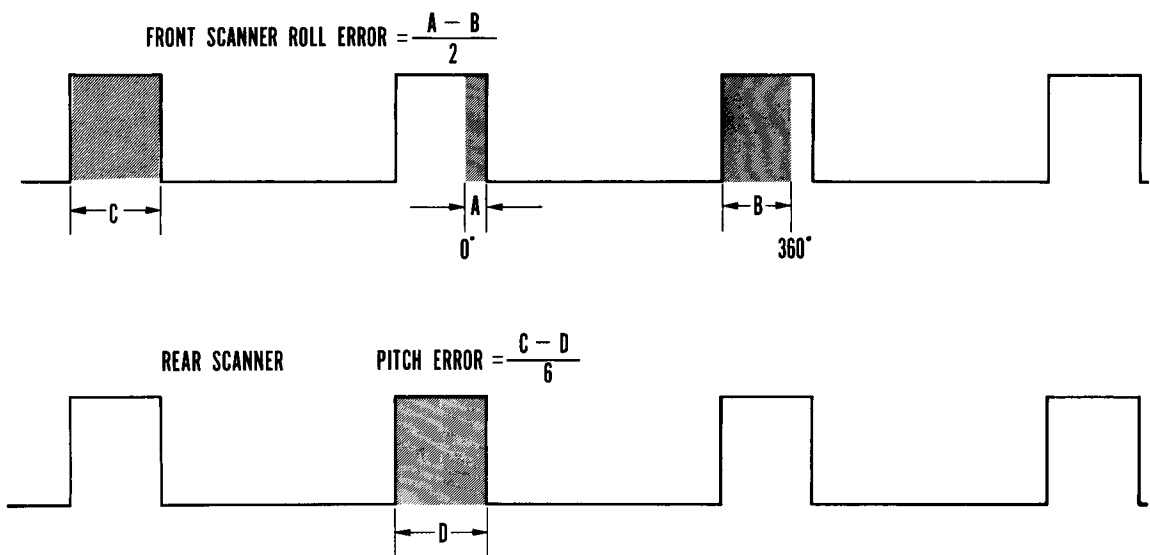 FRONT SCANNER ROLL ERROR = A − B / 2
C
A
B
0°
360°
REAR SCANNER
PITCH ERROR = C − D / 6
D